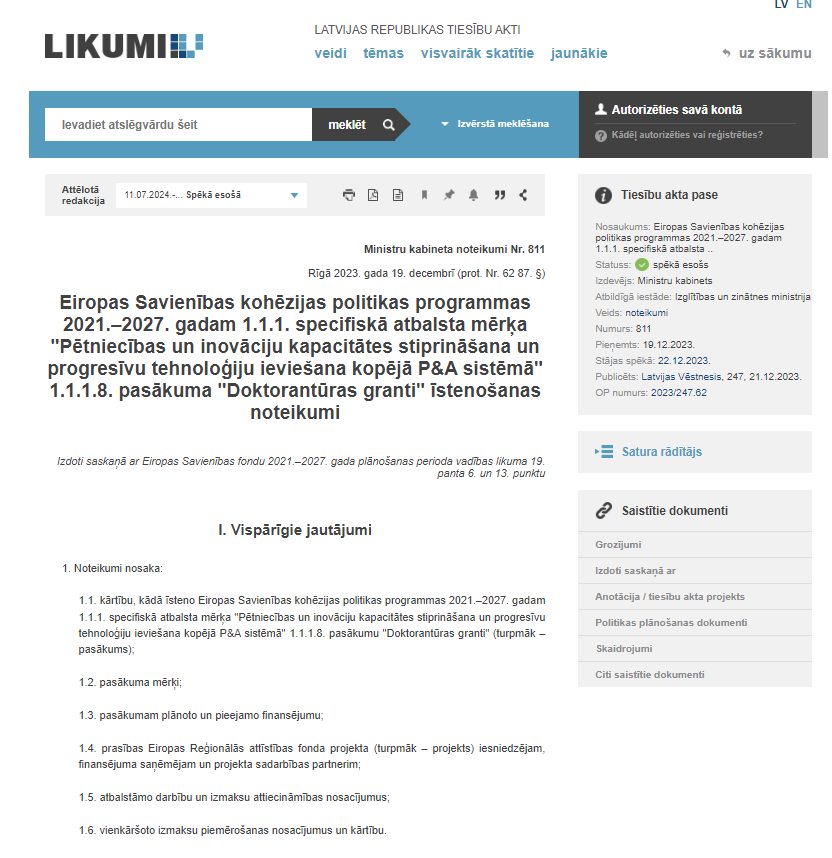 LV EN
LIKUMI
LATVIJAS REPUBLIKAS TIESĪBU AKTI
veidi tēmas visvairāk skatītie jaunākie
uz sākumu
Ievadiet atslēgvārdu šeit
meklēt
Izvērstā meklēšana
Autorizēties savā kontā
Kādēļ autorizēties vai reģistrēties?
Attēlotā
redakcija
11.07.2024.-... Spēkā esošā
Ministru kabineta noteikumi Nr. 811
Rīgā 2023. gada 19. decembrī (prot. Nr. 62 87. §)
Eiropas Savienības kohēzijas politikas programmas
2021.–2027. gadam 1.1.1. specifiskā atbalsta mērķa
"Pētniecības un inovāciju kapacitātes stiprināšana un
progresīvu tehnoloģiju ieviešana kopējā P&A sistēmā"
1.1.1.8. pasākuma "Doktorantūras granti" īstenošanas
noteikumi
Izdoti saskaņā ar Eiropas Savienības fondu 2021.–2027. gada plānošanas perioda vadības likuma 19.
panta 6. un 13. punktu
I. Vispārīgie jautājumi
1. Noteikumi nosaka:
1.1. kārtību, kādā īsteno Eiropas Savienības kohēzijas politikas programmas 2021.–2027. gadam
1.1.1. specifiskā atbalsta mērķa "Pētniecības un inovāciju kapacitātes stiprināšana un progresīvu
tehnoloģiju ieviešana kopējā P&A sistēmā" 1.1.1.8. pasākumu "Doktorantūras granti" (turpmāk –
pasākums);
1.2. pasākuma mērķi;
1.3. pasākumam plānoto un pieejamo finansējumu;
1.4. prasības Eiropas Reģionālās attīstības fonda projekta (turpmāk – projekts) iesniedzējam,
finansējuma saņēmējam un projekta sadarbības partnerim;
1.5. atbalstāmo darbību un izmaksu attiecināmības nosacījumus;
1.6. vienkāršoto izmaksu piemērošanas nosacījumus un kārtību.
Tiesību akta pase
Nosaukums: Eiropas Savienības kohēzijas
politikas programmas 2021.–2027. gadam
1.1.1. specifiskā atbalsta ..
Statuss: spēkā esošs
Izdevējs: Ministru kabinets
Atbildīgā iestāde: Izglītības un zinātnes ministrija
Veids: noteikumi
Numurs: 811
Pieņemts: 19.12.2023.
Stājas spēkā: 22.12.2023.
Publicēts: Latvijas Vēstnesis, 247, 21.12.2023.
OP numurs: 2023/247.62
Satura rādītājs
Saistītie dokumenti
Grozījumi
Izdoti saskaņā ar
Anotācija / tiesību akta projekts
Politikas plānošanas dokumenti
Skaidrojumi
Citi saistītie dokumenti